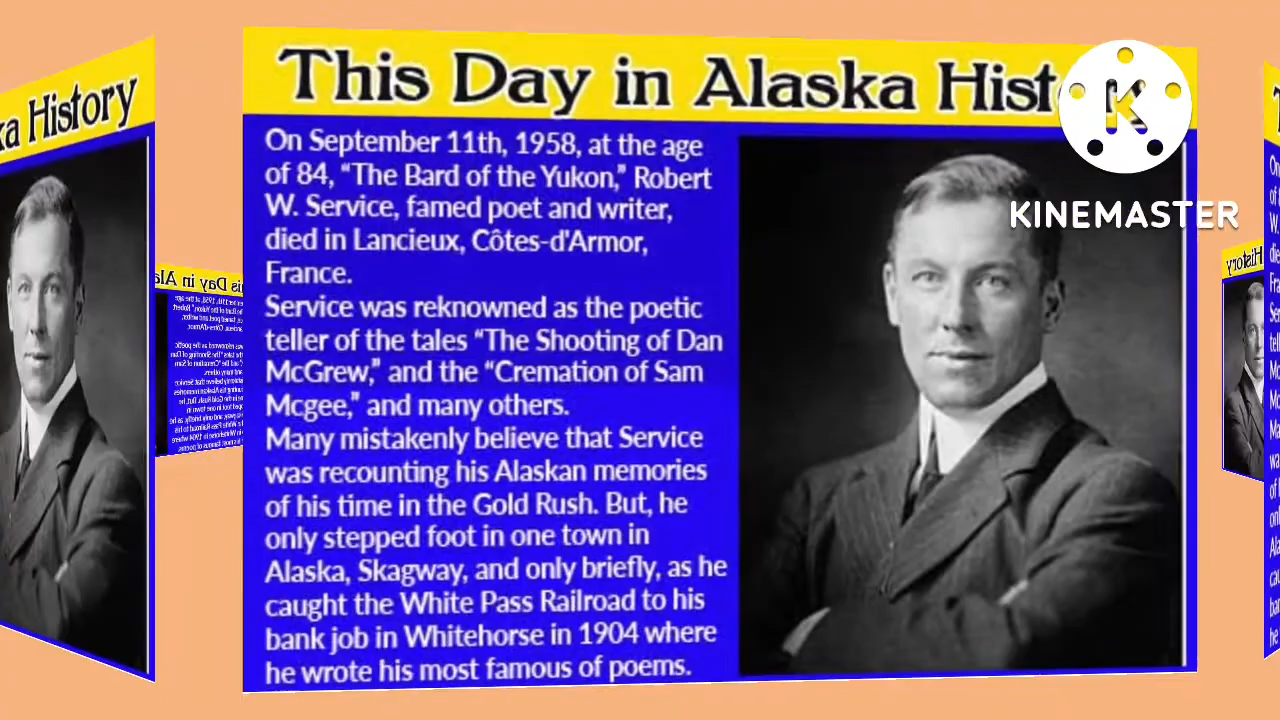 This Day in Alaska Hist
On September 11th, 1958, at the age
of 84, “The Bard of the Yukon,” Robert
W. Service, famed poet and writer,
died in Lancieux, Côtes-d'Armor,
France.
Service was reknowned as the poetic
teller of the tales “The Shooting of Dan
McGrew,” and the “Cremation of Sam
Mcgee,” and many others.
Many mistakenly believe that Service
was recounting his Alaskan memories
of his time in the Gold Rush. But, he
only stepped foot in one town in
Alaska, Skagway, and only briefly, as he
caught the White Pass Railroad to his
bank job in Whitehorse in 1904 where
he wrote his most famous of poems.
K
KINEMASTER
ka History
History